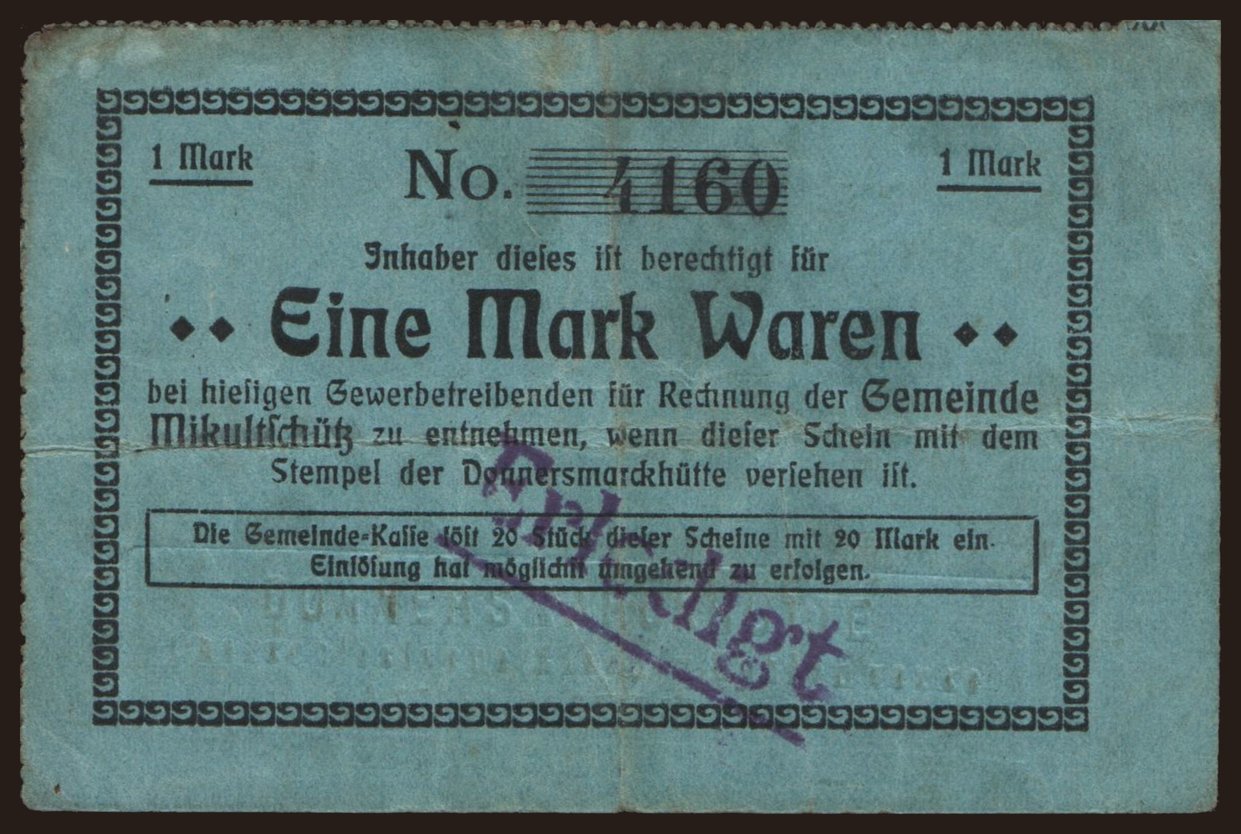 1 Mark No. 4160 1 Mark
Inhaber dieses ist berechtigt für
Eine Mark Waren
bei hiesigen Gewerbetreibenden für Rechnung der Gemeinde
Mikultschütz zu entnehmen, wenn dieser Schein mit dem
Stempel der Donnersmarckhütte versehen ist.
Die Gemeinde-Kasse löst 20 Stück dieser Scheine mit 20 Mark ein.
Einlösung hat möglichst umgehend zu erfolgen.
Erledigt